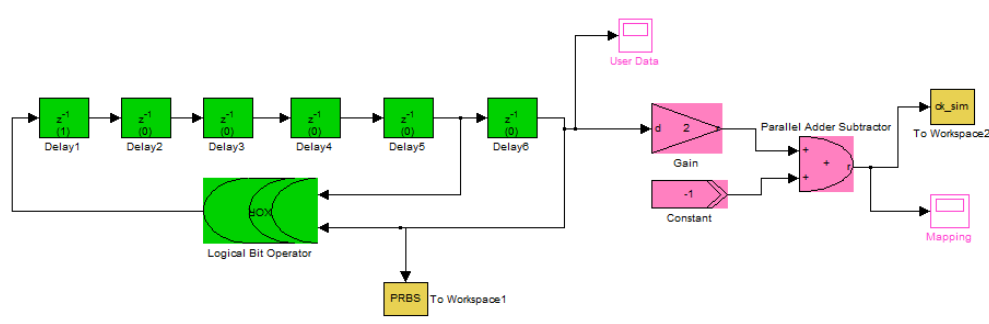 User Data
z-1
(1)
Delay1
z-1
(0)
Delay2
z-1
(0)
Delay3
z-1
(0)
Delay4
z-1
(0)
Delay5
z-1
(0)
Delay6
d 2 r
Gain
Parallel Adder Subtractor
+
+
+
r
ck_sim
To Workspace2
-1
Constant
Mapping
XOR
Logical Bit Operator
PRBS
To Workspace1